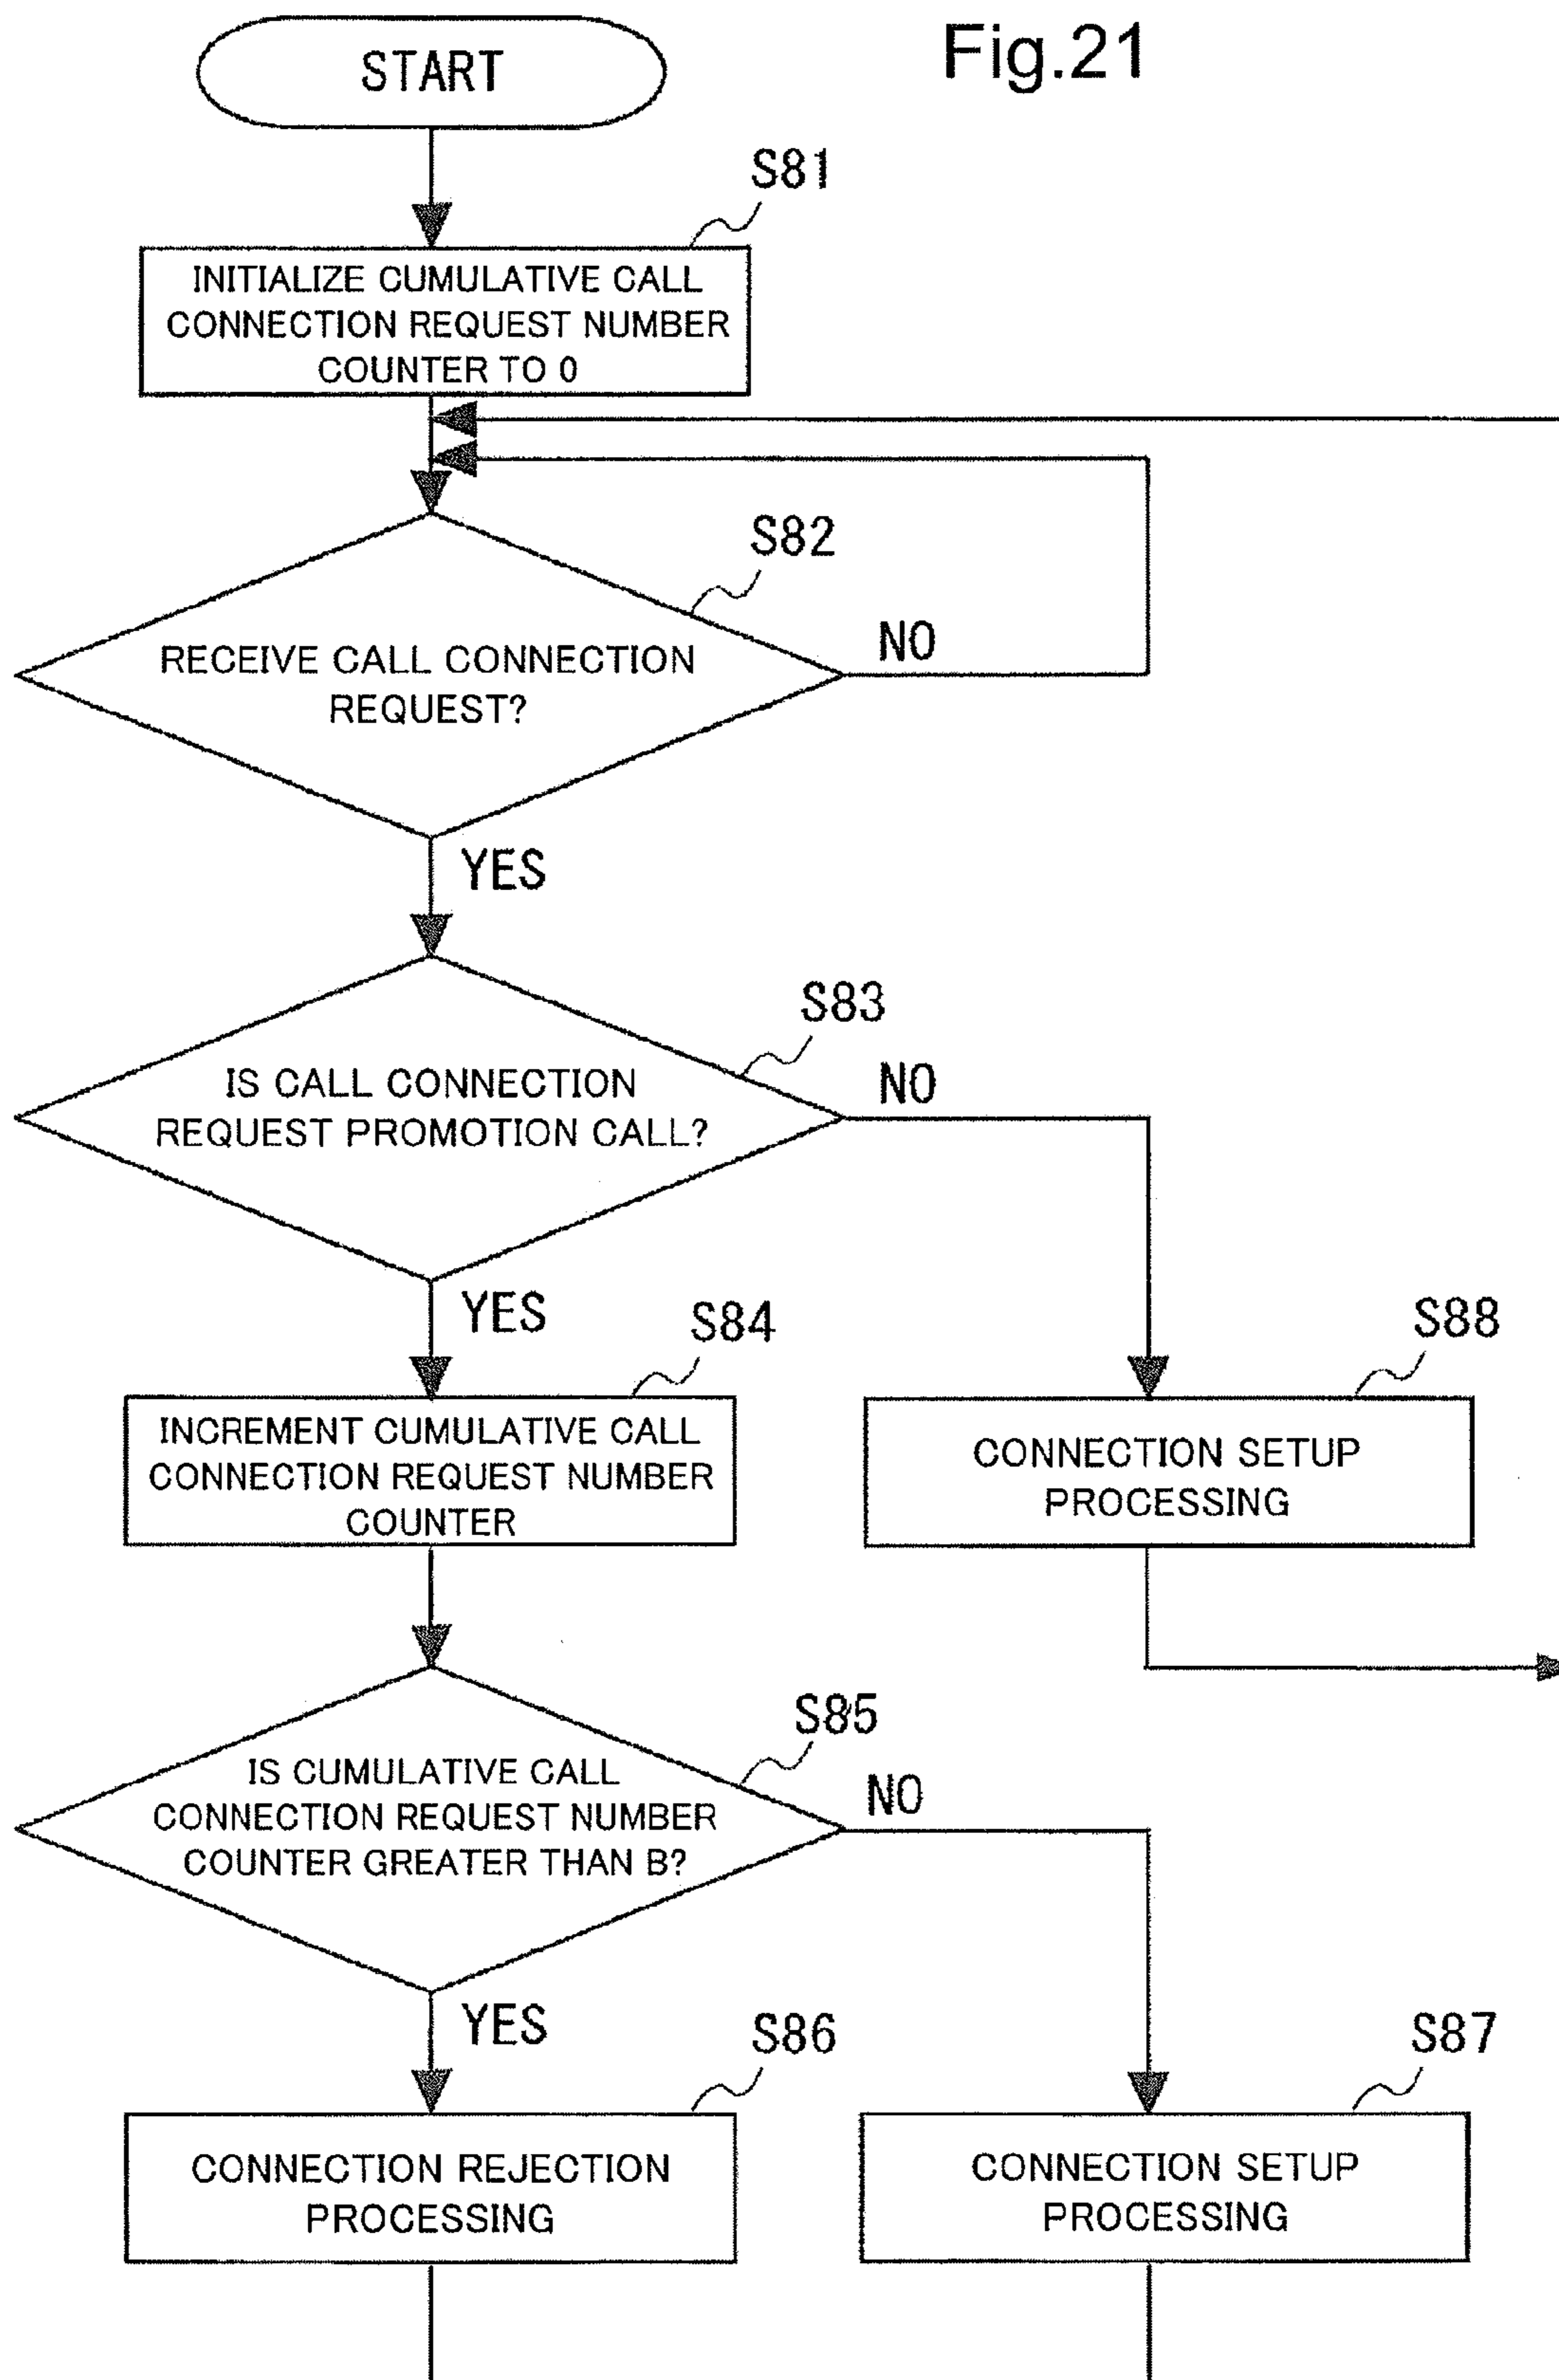 Fig.21
START
S81
INITIALIZE CUMULATIVE CALL
CONNECTION REQUEST NUMBER
COUNTER TO 0
S82
RECEIVE CALL CONNECTION
REQUEST?
NO
YES
S83
IS CALL CONNECTION
REQUEST PROMOTION CALL?
NO
YES
S84
INCREMENT CUMULATIVE CALL
CONNECTION REQUEST NUMBER
COUNTER
S88
CONNECTION SETUP
PROCESSING
S85
IS CUMULATIVE CALL
CONNECTION REQUEST NUMBER
COUNTER GREATER THAN B?
NO
YES
S86
CONNECTION REJECTION
PROCESSING
S87
CONNECTION SETUP
PROCESSING